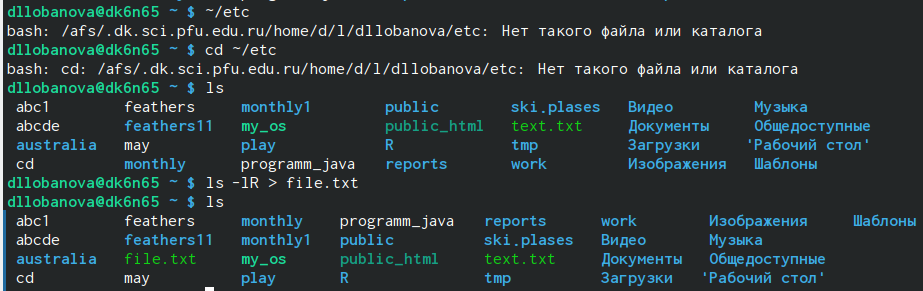 dllobanova@dk6n65 ~ $ ~/etc
bash: /afs/.dk.sci.pfu.edu.ru/home/d/l/dllobanova/etc: Нет такого файла или каталога
dllobanova@dk6n65 ~ $ cd ~/etc
bash: cd: /afs/.dk.sci.pfu.edu.ru/home/d/l/dllobanova/etc: Нет такого файла или каталога
dllobanova@dk6n65 ~ $ ls
abc1 feathers monthly1 public ski.plases Видео Музыка
abcde feathers11 my_os public_html text.txt Документы Общедоступные
australia may play R tmp Загрузки 'Рабочий стол'
cd monthly programm_java reports work Изображения Шаблоны
dllobanova@dk6n65 ~ $ ls -lR > file.txt
dllobanova@dk6n65 ~ $ ls
abc1 feathers monthly programm_java reports work Изображения Шаблоны
abcde feathers11 monthly1 public ski.plases Видео Музыка
australia file.txt my_os public_html text.txt Документы Общедоступные
cd may play R tmp Загрузки 'Рабочий стол'